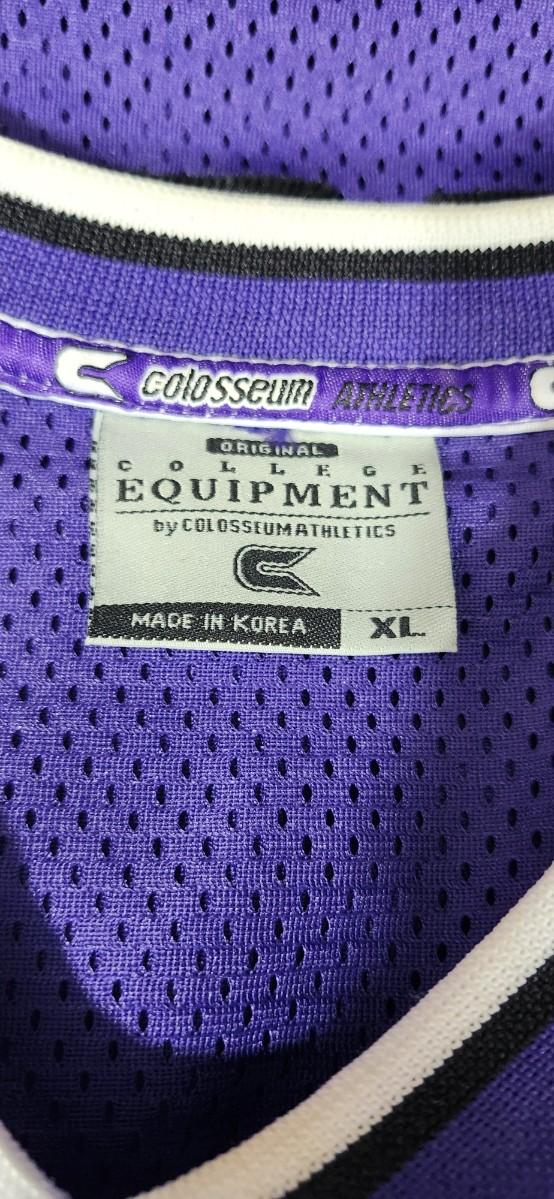 colosseum ATHLETICS
ORIGINAL
COLLEGE
EQUIPMENT
by COLOSSEUMATHLETICS
MADE IN KOREA XL